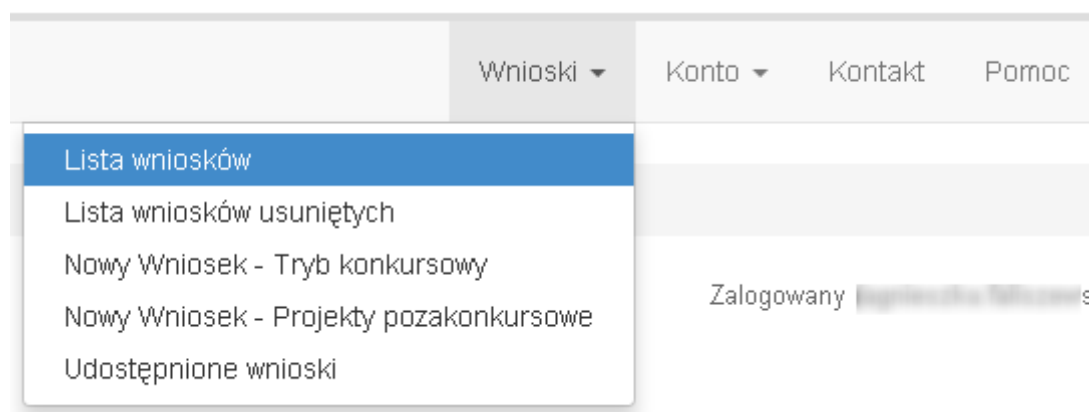 Wnioski Konto Kontakt Pomoc
Lista wniosków
Lista wniosków usuniętych
Nowy Wniosek - Tryb konkursowy
Nowy Wniosek - Projekty pozakonkursowe
Zalogowany
Udostępnione wnioski